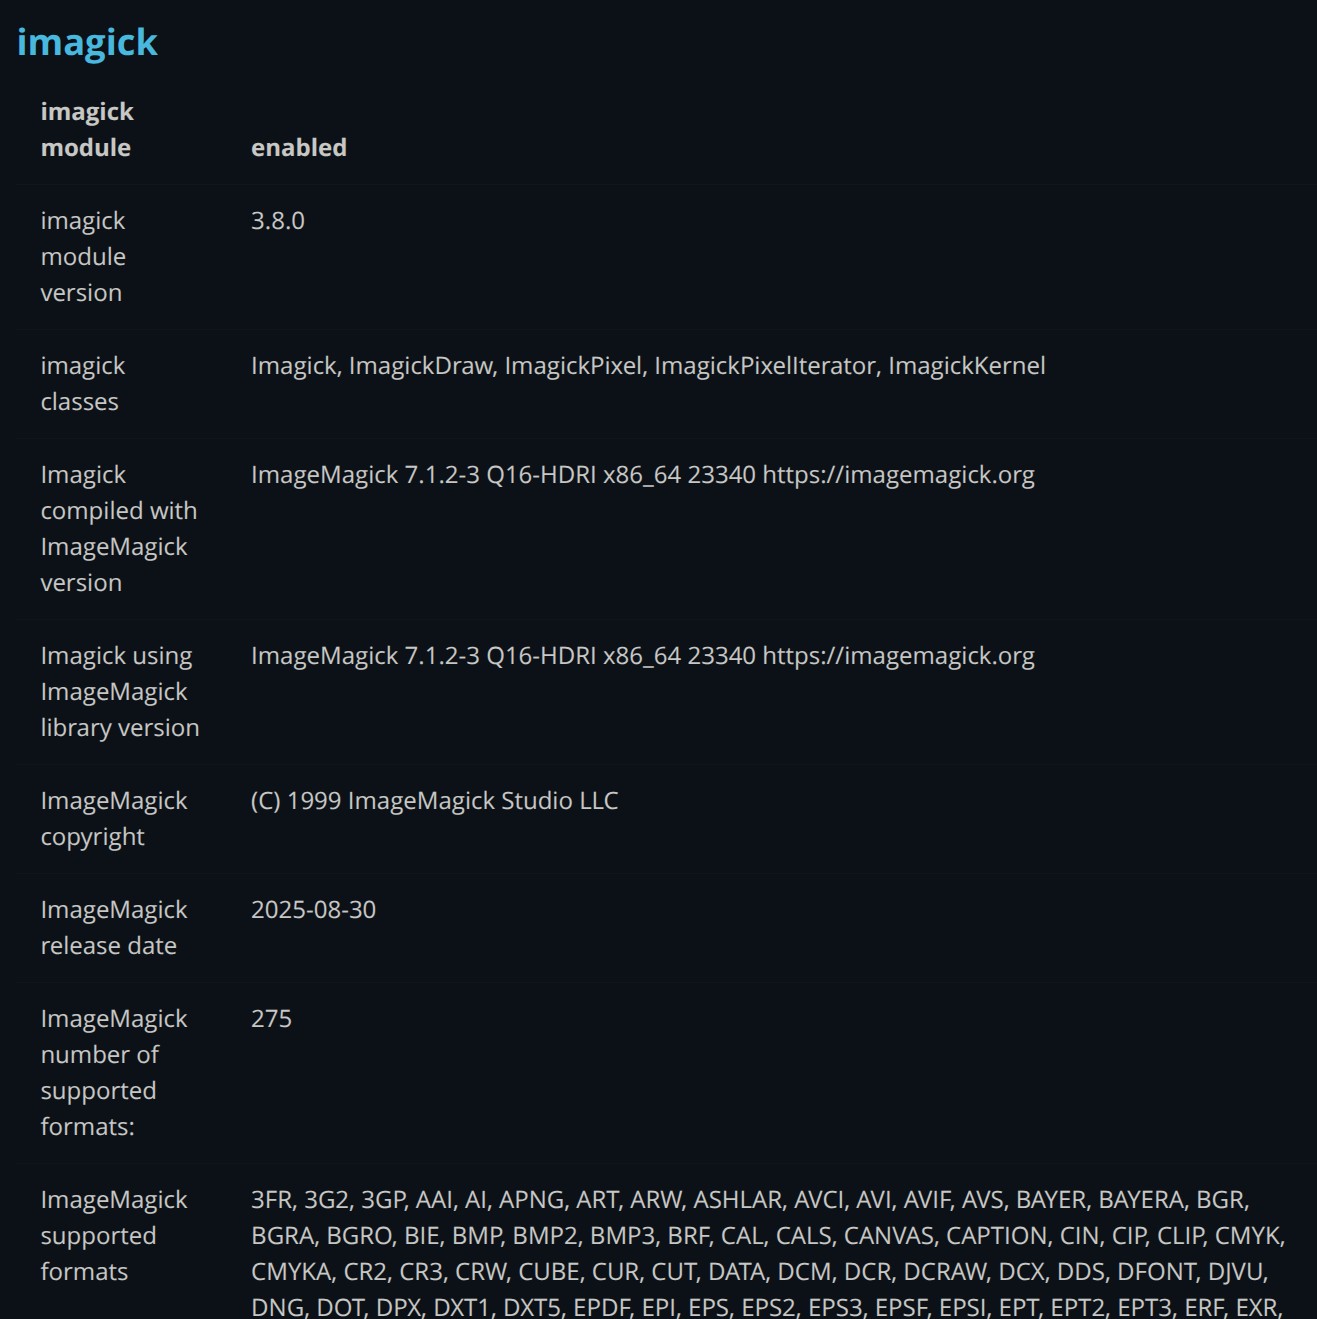 imagick
imagick
module
enabled
imagick
module
version
3.8.0
imagick
classes
Imagick, ImagickDraw, ImagickPixel, ImagickPixelIterator, ImagickKernel
Imagick
compiled with
ImageMagick
version
ImageMagick 7.1.2-3 Q16-HDRI x86_64 23340 https://imagemagick.org
Imagick using
ImageMagick
library version
ImageMagick 7.1.2-3 Q16-HDRI x86_64 23340 https://imagemagick.org
ImageMagick
copyright
(C) 1999 ImageMagick Studio LLC
ImageMagick
release date
2025-08-30
ImageMagick
number of
supported
formats:
275
ImageMagick
supported
formats
3FR, 3G2, 3GP, AAI, AI, APNG, ART, ARW, ASHLAR, AVCI, AVI, AVIF, AVS, BAYER, BAYERA, BGR,
BGRA, BGRO, BIE, BMP, BMP2, BMP3, BRF, CAL, CALS, CANVAS, CAPTION, CIN, CIP, CLIP, CMYK,
CMYKA, CR2, CR3, CRW, CUBE, CUR, CUT, DATA, DCM, DCR, DCRAW, DCX, DDS, DFONT, DJVU,
DNG, DOT, DPX, DXT1, DXT5, EPDF, EPI, EPS, EPS2, EPS3, EPSF, EPSI, EPT, EPT2, EPT3, ERF, EXR,